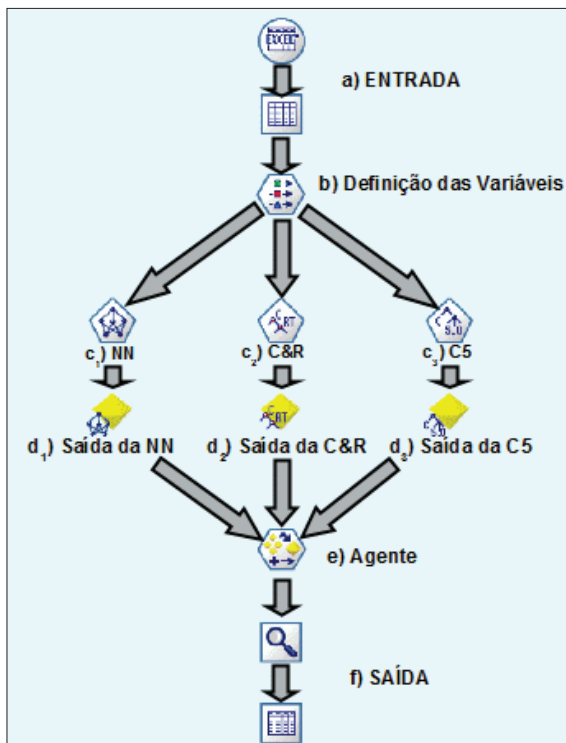 EXCEL
a) ENTRADA
b) Definição das Variáveis
c₁) NN
c₂) C&R
c₃) C5
d₁) Saída da NN
d₂) Saída da C&R
d₃) Saída da C5
e) Agente
f) SAÍDA